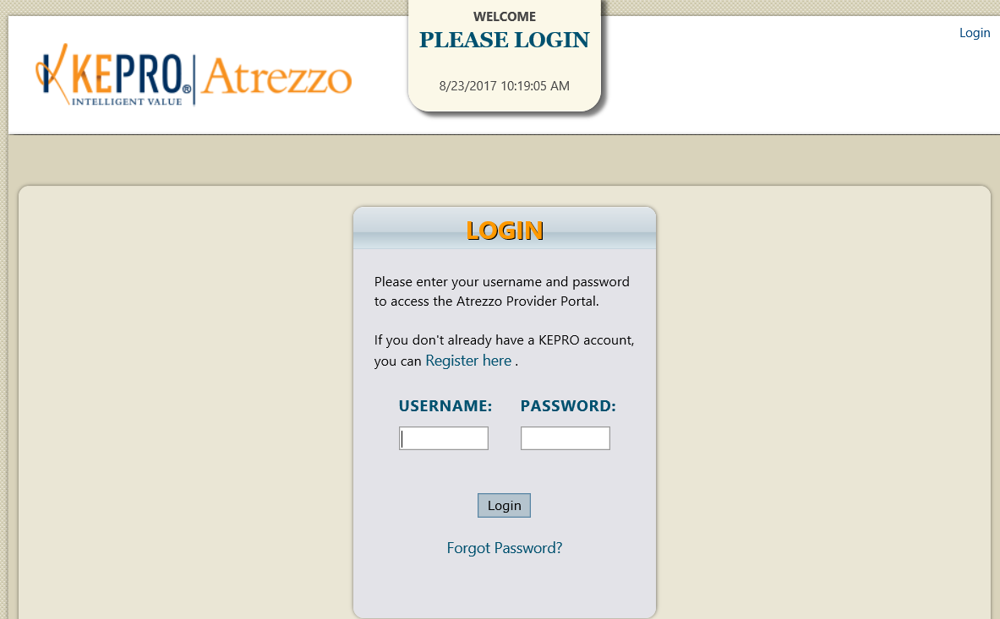 WELCOME
PLEASE LOGIN
8/23/2017 10:19:05 AM
Login
KEPRO® Atrezzo
INTELLIGENT VALUE
LOGIN
Please enter your username and password
to access the Atrezzo Provider Portal.
If you don't already have a KEPRO account,
you can Register here .
USERNAME: PASSWORD:
Login
Forgot Password?